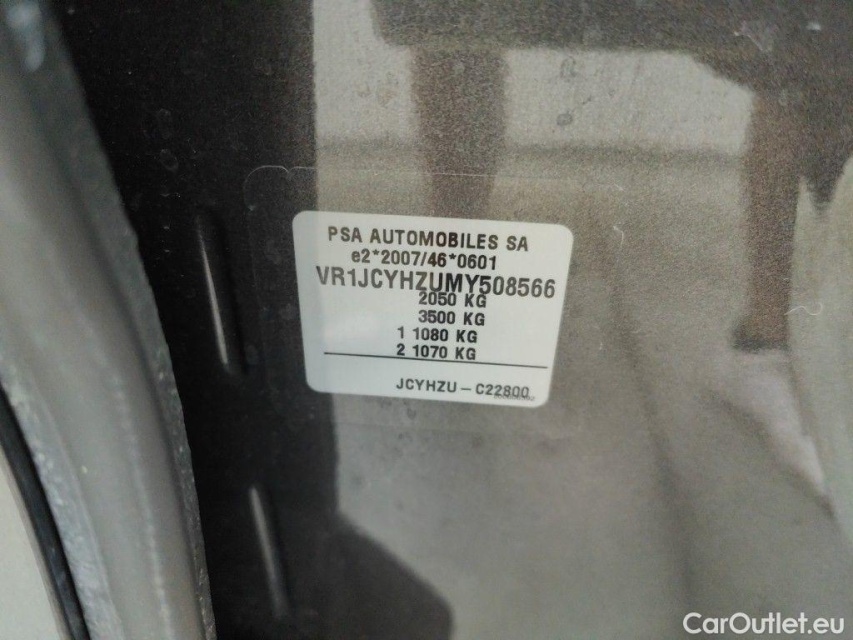 PSA AUTOMOBILES SA
e2*2007/46*0601
VR1JCYHZUMY508566
2050 KG
3500 KG
1 1080 KG
2 1070 KG
JCYHZU - C22800
CarOutlet.eu